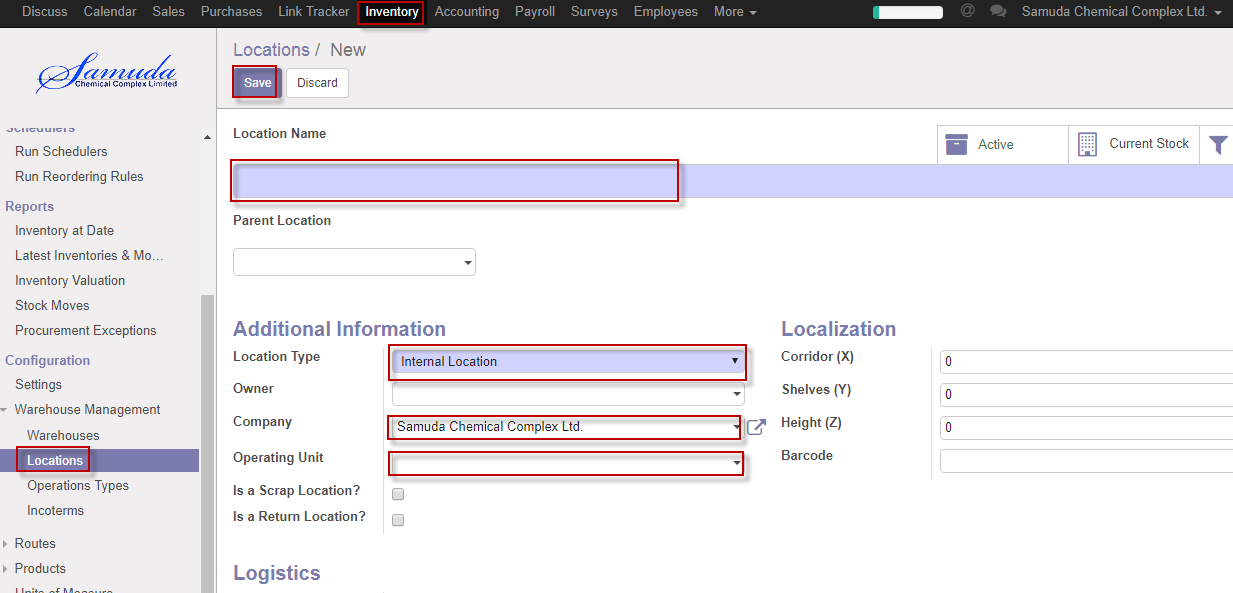 Discuss Calendar Sales Purchases Link Tracker Inventory Accounting Payroll Surveys Employees More @ Samuda Chemical Complex Ltd.
Samuda
Chemical Complex Limited
Locations / New
Save Discard
Schedulers
Run Schedulers
Run Reordering Rules
Reports
Inventory at Date
Latest Inventories & Mo...
Inventory Valuation
Stock Moves
Procurement Exceptions
Configuration
Settings
Warehouse Management
Warehouses
Locations
Operations Types
Incoterms
Routes
Products
Units of Measure
Location Name
Active
Current Stock
Parent Location
Additional Information
Location Type Internal Location
Owner
Company Samuda Chemical Complex Ltd.
Operating Unit
Is a Scrap Location?
Is a Return Location?
Localization
Corridor (X) 0
Shelves (Y) 0
Height (Z) 0
Barcode
Logistics